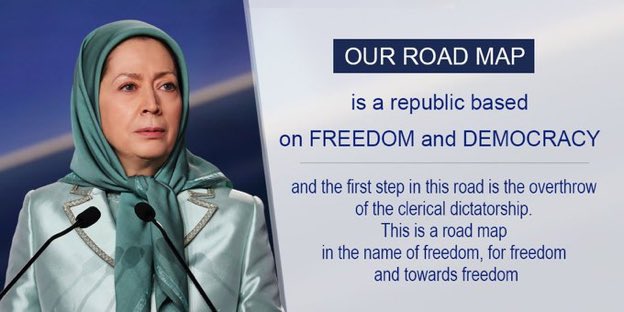 OUR ROAD MAP
is a republic based
on FREEDOM and DEMOCRACY
and the first step in this road is the overthrow
of the clerical dictatorship.
This is a road map
in the name of freedom, for freedom
and towards freedom